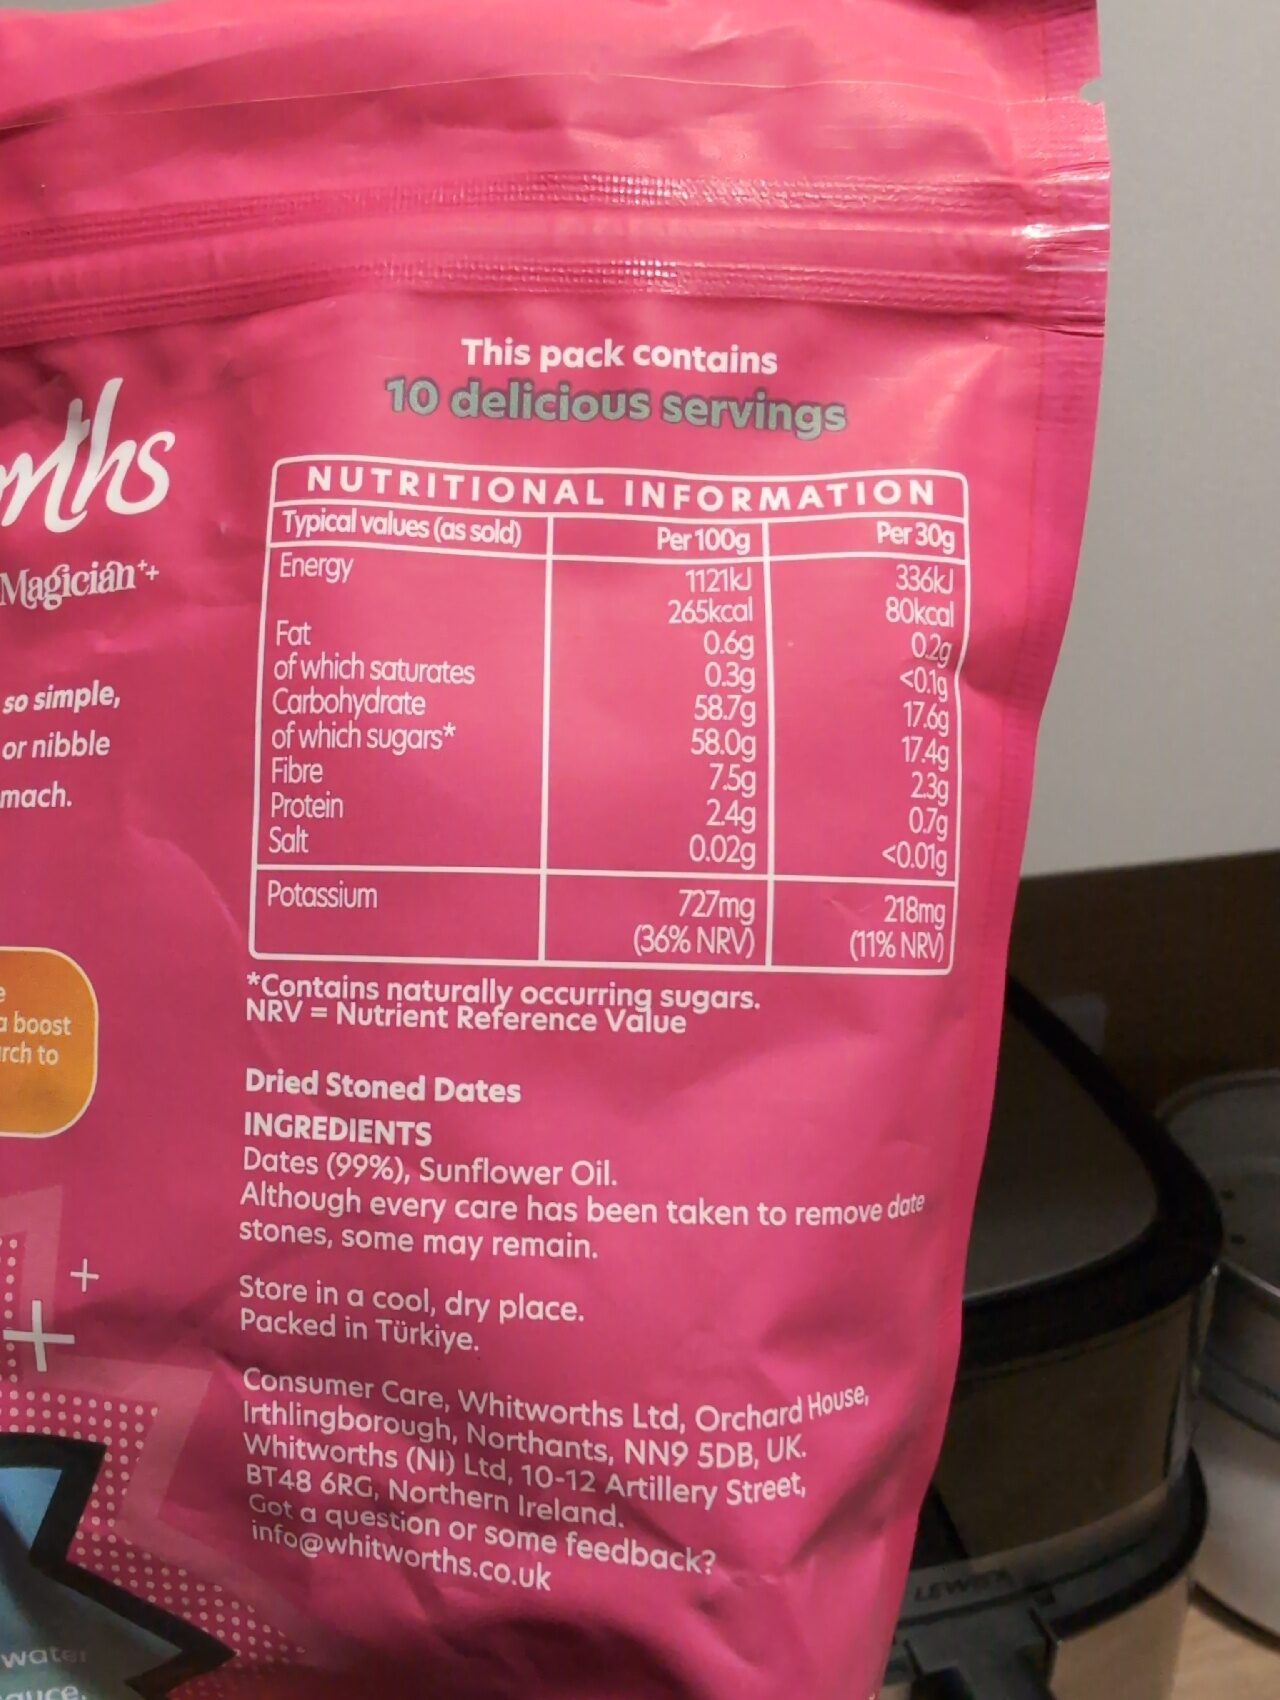 This pack contains
10 delicious servings
NUTRITIONAL INFORMATION
Typical values (as sold) Per 100g Per 30g
Energy 1121kJ 336kJ
265kcal 80kcal
Fat 0.6g 0.2g
of which saturates 0.3g <0.1g
Carbohydrate 58.7g 17.6g
of which sugars* 58.0g 17.4g
Fibre 7.5g 2.3g
Protein 2.4g 0.7g
Salt 0.02g <0.01g
Potassium 727mg 218mg
(36% NRV) (11% NRV)
*Contains naturally occurring sugars.
NRV = Nutrient Reference Value
Dried Stoned Dates
INGREDIENTS
Dates (99%), Sunflower Oil.
Although every care has been taken to remove date
stones, some may remain.
Store in a cool, dry place.
Packed in Türkiye.
Consumer Care, Whitworths Ltd, Orchard House,
Irthlingborough, Northants, NN9 5DB, UK.
Whitworths (NI) Ltd, 10-12 Artillery Street,
BT48 6RG, Northern Ireland.
Got a question or some feedback?
info@whitworths.co.uk
Magician
so simple,
or nibble
a boost
to
water